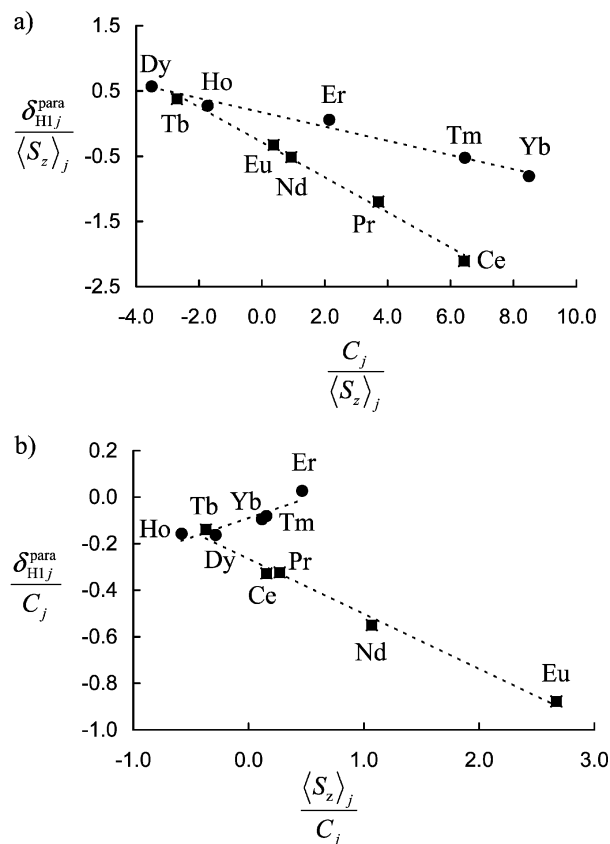 a)
1.5
0.5
-0.5
-1.5
-2.5
δ^para_H1j
⟨S_z⟩_j
Dy
Tb
Ho
Er
Tm
Yb
Eu
Nd
Pr
Ce
-4.0 -2.0 0.0 2.0 4.0 6.0 8.0 10.0
C_j
⟨S_z⟩_j
b)
0.2
0.0
-0.2
-0.4
-0.6
-0.8
-1.0
δ^para_H1j
C_j
Er
Tb
Yb
Ho
Tm
Dy
Pr
Ce
Nd
Eu
-1.0 0.0 1.0 2.0 3.0
⟨S_z⟩_j
C_j